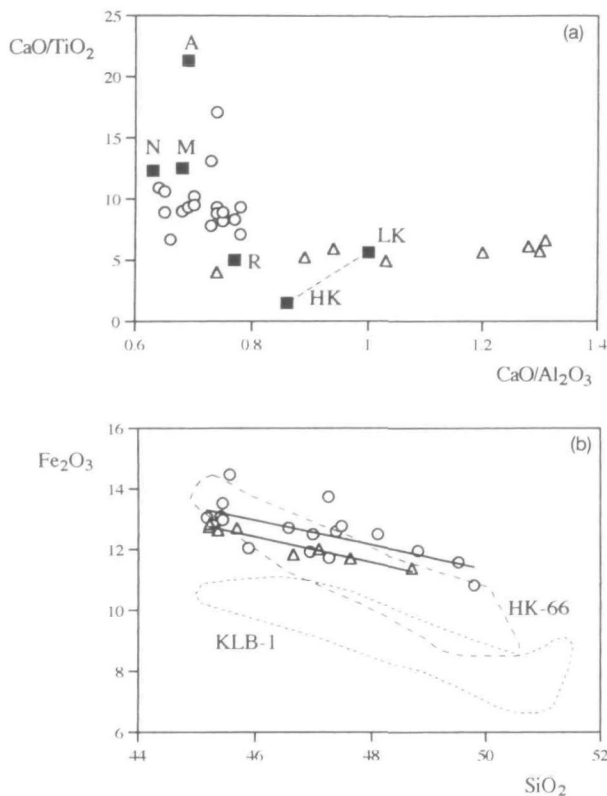 (a)
CaO/TiO₂
25
20
15
10
5
0
A
N M
R
LK
HK
0.6 0.8 1 1.2 1.4
CaO/Al₂O₃
(b)
Fe₂O₃
16
14
12
10
8
6
HK-66
KLB-1
44 46 48 50 52
SiO₂